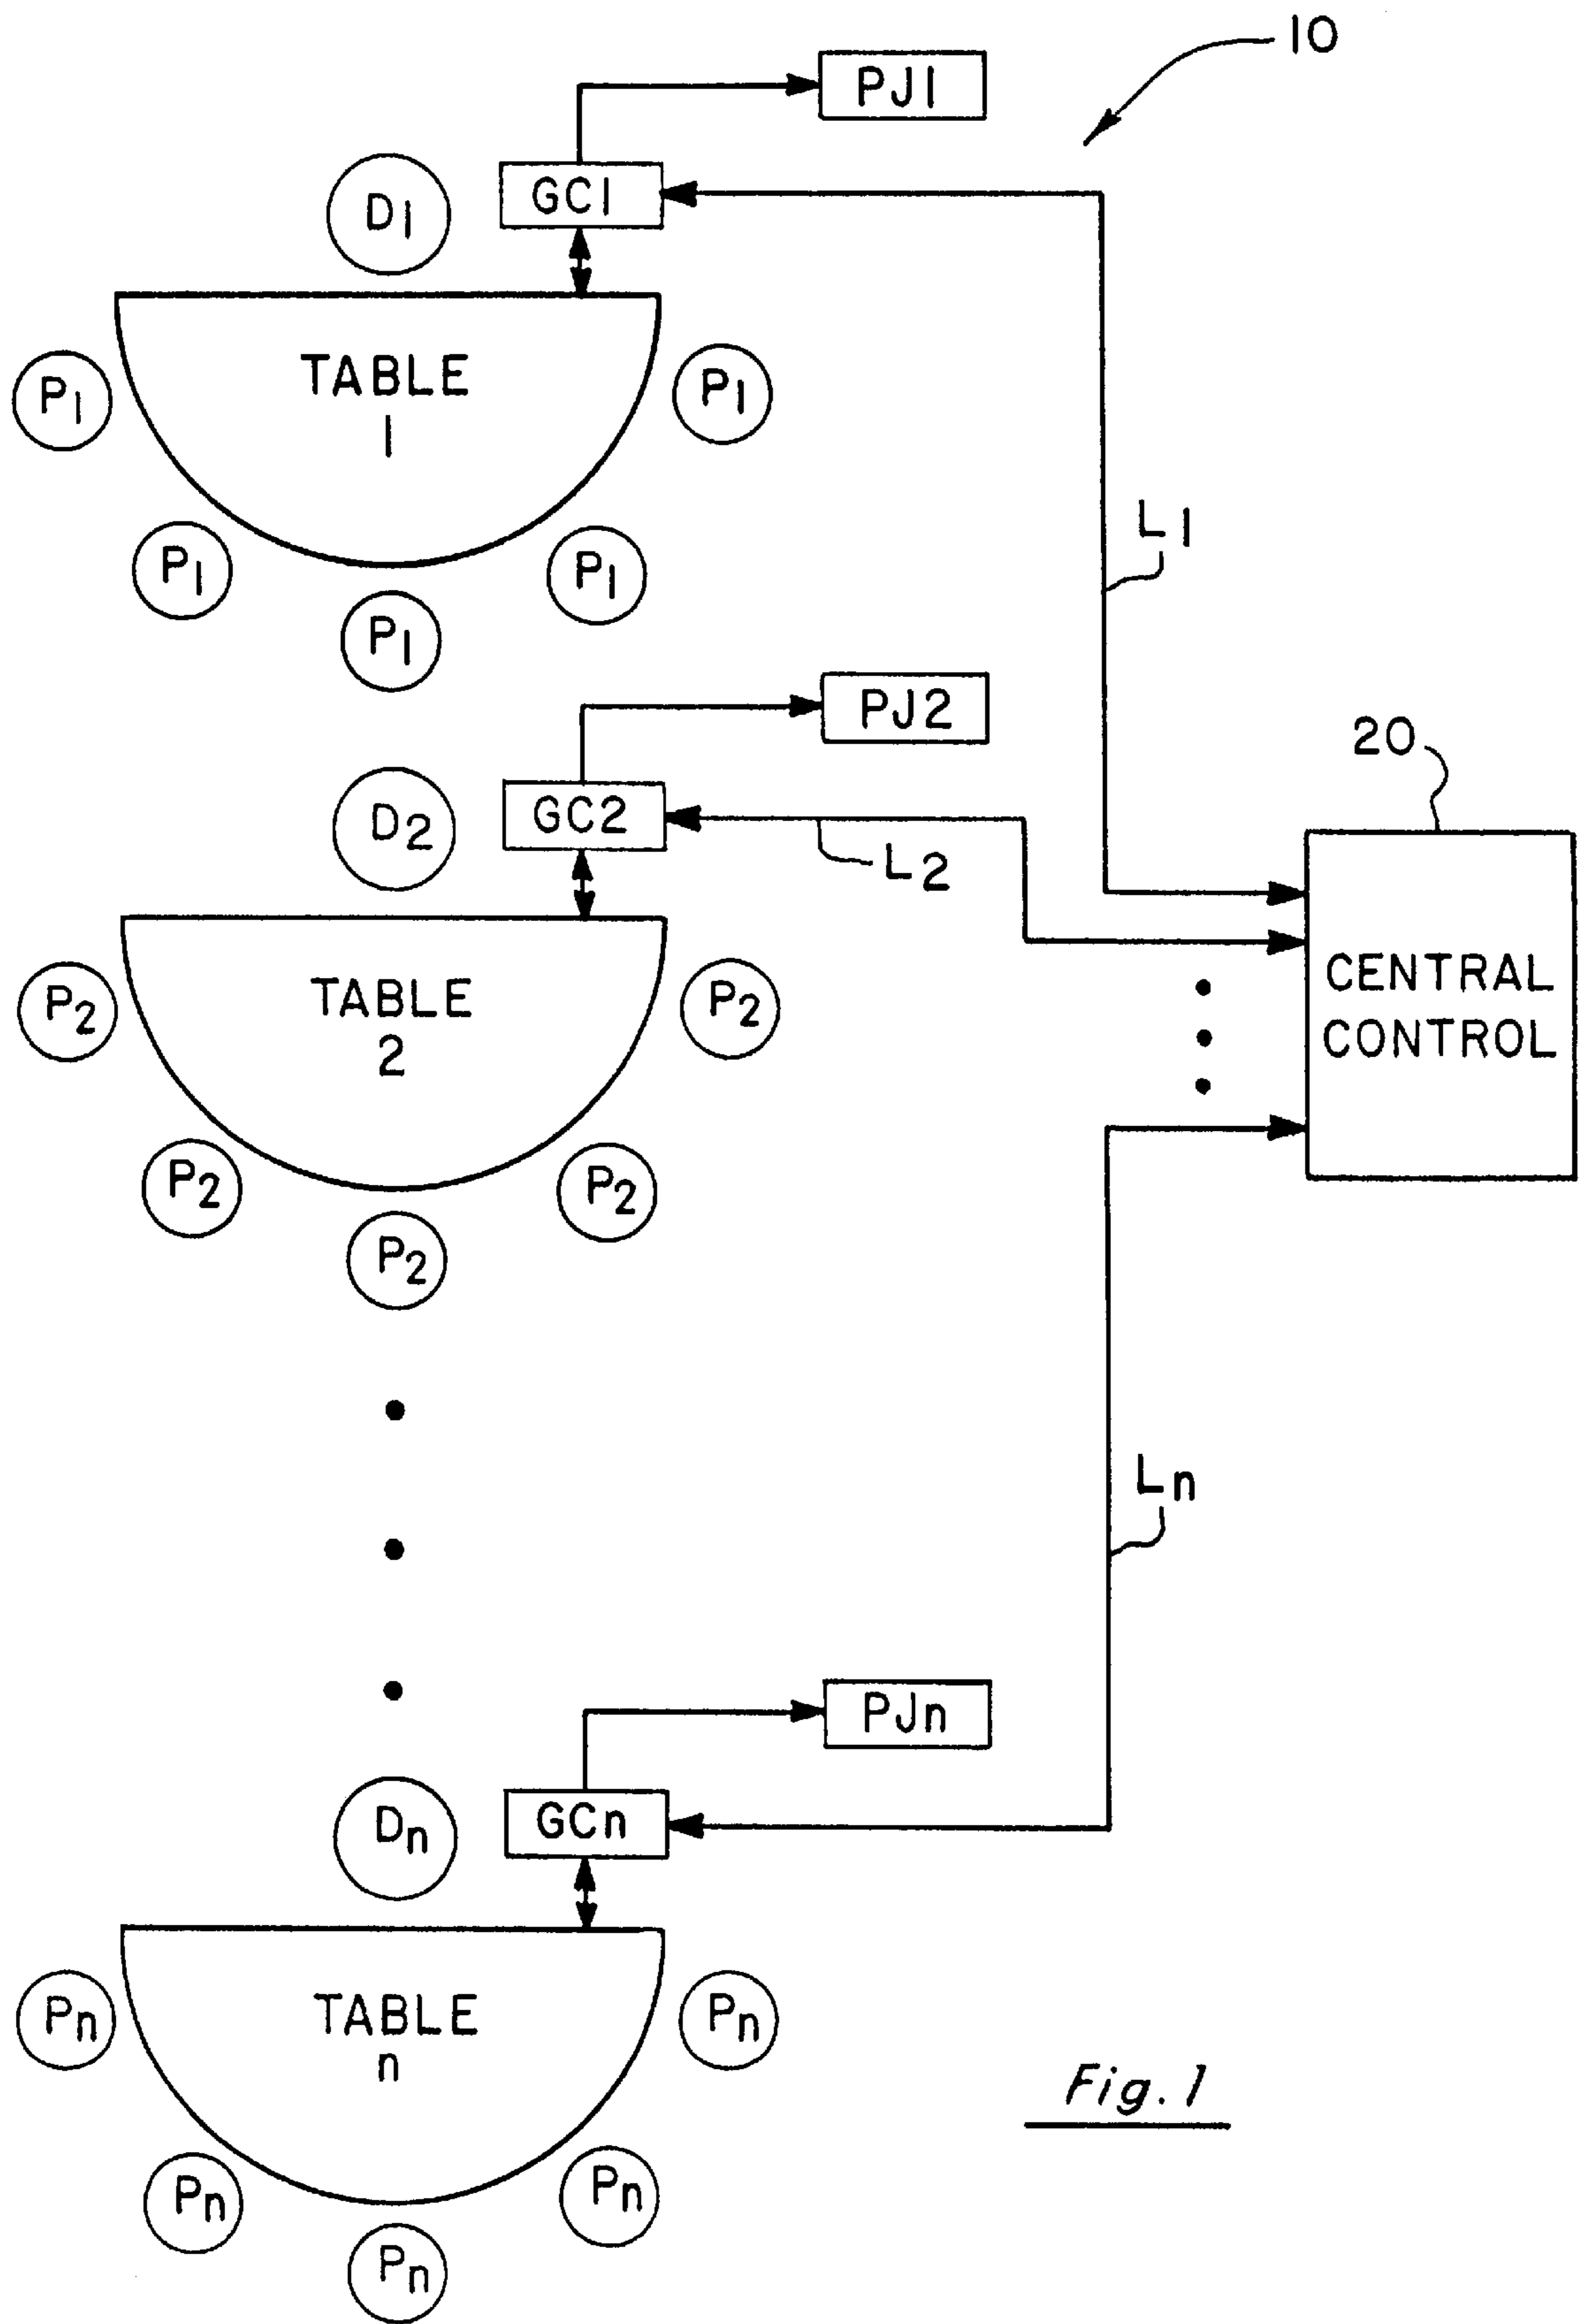 10
PJ1
GC1
D1
TABLE
1
P1
P1
P1
P1
P1
L1
PJ2
20
GC2
D2
L2
CENTRAL
CONTROL
TABLE
2
P2
P2
P2
P2
P2
Ln
PJn
GCn
Dn
TABLE
n
Pn
Pn
Pn
Pn
Pn
Fig. 1